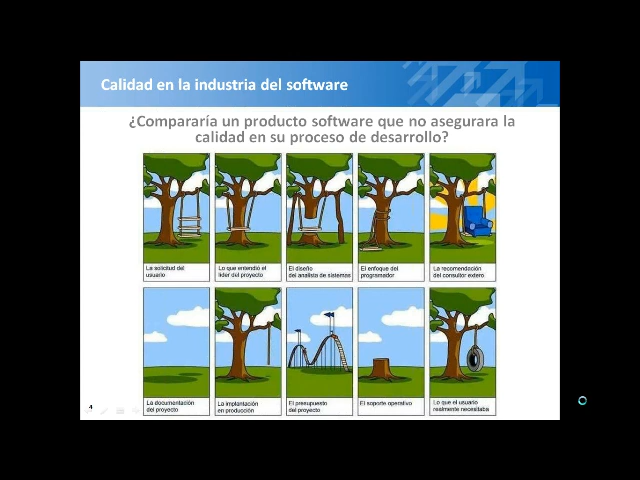 Calidad en la industria del software
¿Compararía un producto software que no asegurara la
calidad en su proceso de desarrollo?
La solicitud del
usuario
Lo que entendió el
líder del proyecto
El diseño
del analista de sistemas
El enfoque del
programador
La recomendación
del consultor extero
La documentación
del proyecto
La implantación
en producción
El presupuesto
del proyecto
El soporte operativo
Lo que el usuario
realmente necesitaba
4